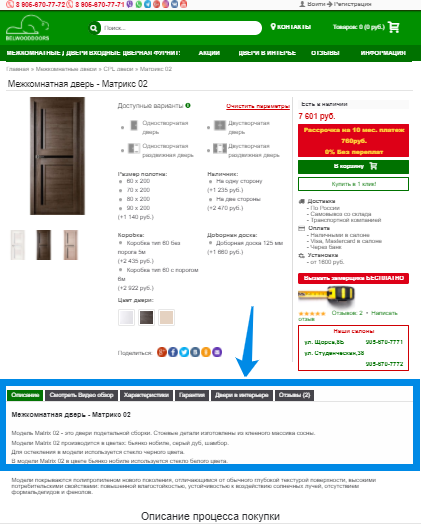 8 905-670-77-72 8 905-670-77-71
Войти Регистрация
BELWOODDOORS
Поиск...
КОНТАКТЫ
Товаров: 0 (0 руб.)
МЕЖКОМНАТНЫЕ ДВЕРИ ВХОДНЫЕ ДВЕРНАЯ ФУРНИТ:
АКЦИИ
ДВЕРИ В ИНТЕРЬЕ
ОТЗЫВЫ
ИНФОРМАЦИЯ
Главная » Межкомнатные двери » CPL двери » Матрикс 02
Межкомнатная дверь - Матрикс 02
Доступные варианты
Очистить параметры
Одностворчатая дверь
Двустворчатая дверь
Одностворчатая раздвижная дверь
Двустворчатая раздвижная дверь
Размер полотна:
60 x 200
70 x 200
80 x 200
90 x 200
(+1 140 руб.)
Наличник:
На одну сторону
(+1 235 руб.)
На две стороны
(+2 470 руб.)
Коробка:
Коробка тип 60 без порога бм
(+2 435 руб.)
Коробка тип 60 с порогом бм
(+2 922 руб.)
Доборная доска:
Доборная доска 125 мм
(+1 660 руб.)
Цвет двери:
Поделиться:
Есть в наличии
7 601 руб.
Рассрочка на 10 мес. платеж
760руб.
0% Без переплат
В корзину
Купить в 1 клик!
Доставка
- По России
- Самовывоз со склада
- Транспортной компанией
Оплата
- Наличными в салоне
- Visa, Mastercard в салоне
- Через банк
Установка
- от 1800 руб.
Вызвать замерщика БЕСПЛАТНО
Отзывов: 2 • Написать отзыв
Наши салоны
ул. Щорса,8Б 905-670-7771
ул. Студенческая,38
905-670-7772
Описание
Смотреть Видео обзор
Характеристики
Гарантия
Двери в интерьере
Отзывы (2)
Межкомнатная дверь - Матрикс 02
Модель Matrix 02 - это двери поэтальной сборки. Стоевые детали изготовлены из клееного массива сосны.
Модели Matrix 02 производится в цветах: бьянко нобиле, серый дуб, шамбор.
Для остекления в модели используется стекло черного цвета.
В модели Matrix 02 в цвете бьянко нобиле используется стекло белого цвета.
Модели покрываются полипропиленом нового поколения, отличающимся от обычного глубокой текстурой поверхности, высокими
потребительскими свойствами: повышенной влагостойкостью, устойчивостью к воздействию солнечных лучей, отсутствием
формальдегидов и фенолов.
Описание процесса покупки